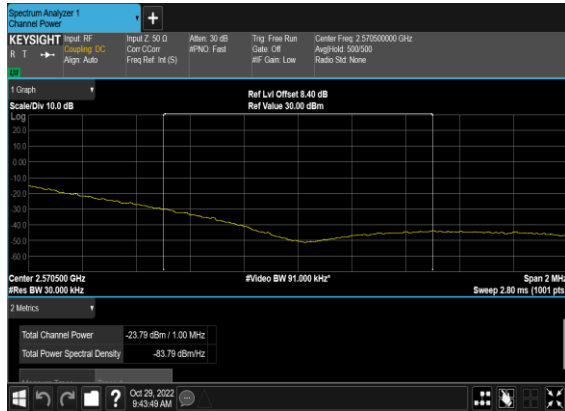 Spectrum Analyzer 1
Channel Power
KEYSIGHT
R T
Input: RF
Coupling: DC
Align: Auto
Input Z: 50 Ω
Corr CCorr
Freq Ref: Int (S)
Atten: 30 dB
#PNO: Fast
Trig: Free Run
Gate: Off
#IF Gain: Low
Center Freq: 2.570500000 GHz
Avg|Hold: 500/500
Radio Std: None
1 Graph
Scale/Div 10.0 dB
Ref Lvl Offset 8.40 dB
Ref Value 30.00 dBm
Log
20.0
10.0
0.00
-10.0
-20.0
-30.0
-40.0
-50.0
-60.0
Center 2.570500 GHz
#Video BW 91.000 kHz*
Span 2 MHz
#Res BW 30.000 kHz
Sweep 2.80 ms (1001 pts
2 Metrics
Total Channel Power -23.79 dBm / 1.00 MHz
Total Power Spectral Density -83.79 dBm/Hz
?
Oct 29, 2022
9:43:49 AM